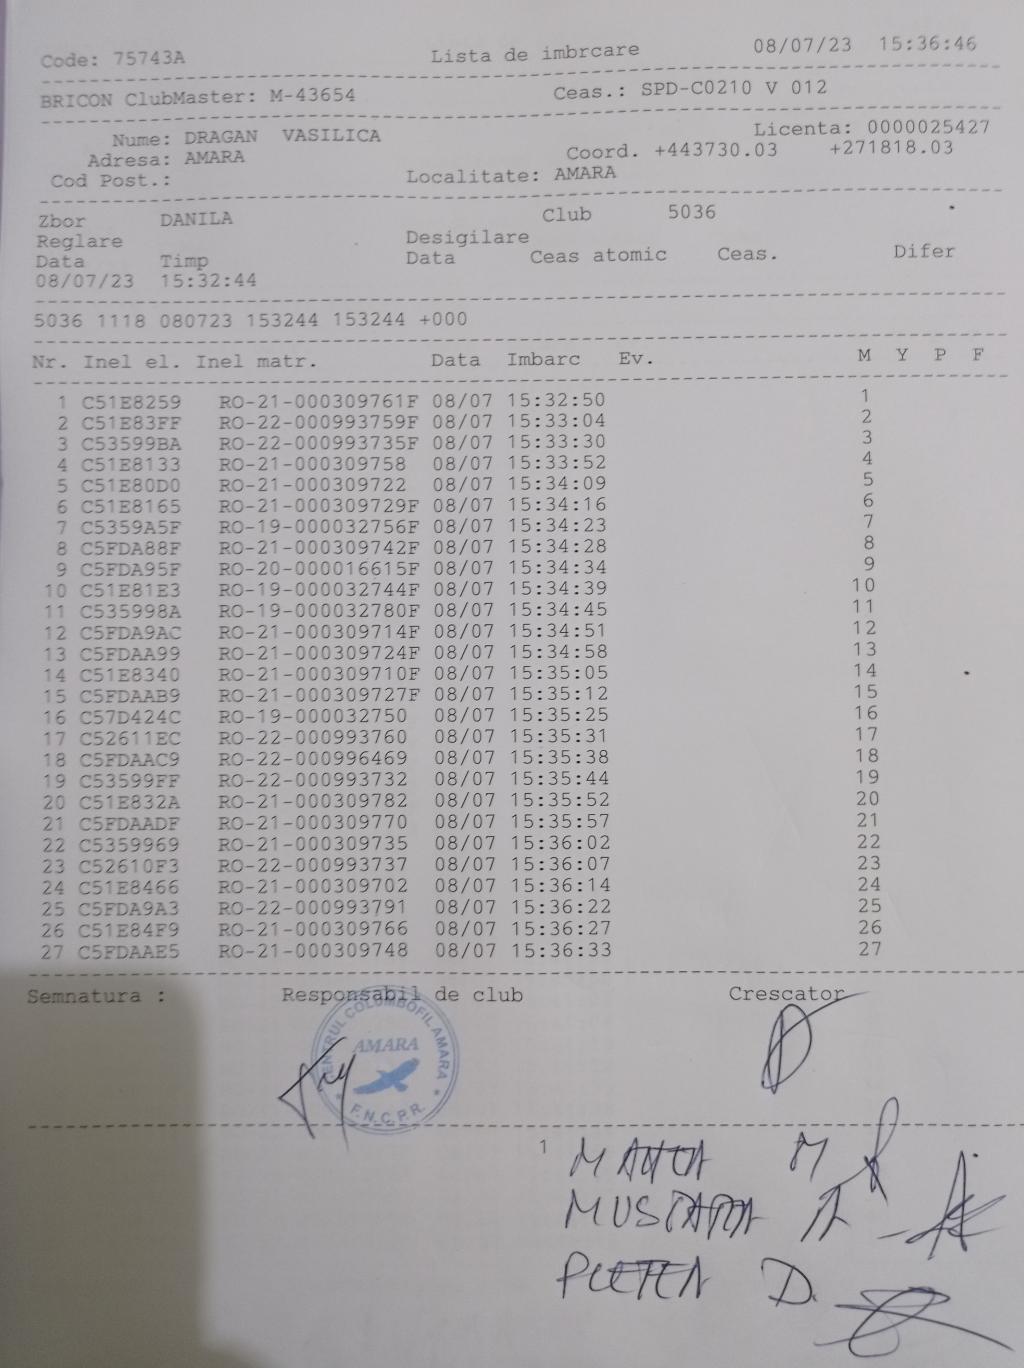 Code: 75743A Lista de imbrcare 08/07/23 15:36:46
BRICON ClubMaster: M-43654 Ceas.: SPD-C0210 V 012
Nume: DRAGAN VASILICA Licenta: 0000025427
Adresa: AMARA Coord. +443730.03 +271818.03
Cod Post.: Localitate: AMARA
Zbor DANILA Club 5036
Reglare Desigilare
Data Timp Data Ceas atomic Ceas. Difer
08/07/23 15:32:44
5036 1118 080723 153244 153244 +000
Nr. Inel el. Inel matr. Data Imbarc Ev. M Y P F
1 C51E8259 RO-21-000309761F 08/07 15:32:50 1
2 C51E83FF RO-22-000993759F 08/07 15:33:04 2
3 C53599BA RO-22-000993735F 08/07 15:33:30 3
4 C51E8133 RO-21-000309758 08/07 15:33:52 4
5 C51E80D0 RO-21-000309722 08/07 15:34:09 5
6 C51E8165 RO-21-000309729F 08/07 15:34:16 6
7 C5359A5F RO-19-000032756F 08/07 15:34:23 7
8 C5FDA88F RO-21-000309742F 08/07 15:34:28 8
9 C5FDA95F RO-20-000016615F 08/07 15:34:34 9
10 C51E81E3 RO-19-000032744F 08/07 15:34:39 10
11 C535998A RO-19-000032780F 08/07 15:34:45 11
12 C5FDA9AC RO-21-000309714F 08/07 15:34:51 12
13 C5FDAA99 RO-21-000309724F 08/07 15:34:58 13
14 C51E8340 RO-21-000309710F 08/07 15:35:05 14
15 C5FDAAB9 RO-21-000309727F 08/07 15:35:12 15
16 C57D424C RO-19-000032750 08/07 15:35:25 16
17 C52611EC RO-22-000993760 08/07 15:35:31 17
18 C5FDAAC9 RO-22-000996469 08/07 15:35:38 18
19 C53599FF RO-22-000993732 08/07 15:35:44 19
20 C51E832A RO-21-000309782 08/07 15:35:52 20
21 C5FDAADF RO-21-000309770 08/07 15:35:57 21
22 C5359969 RO-21-000309735 08/07 15:36:02 22
23 C52610F3 RO-22-000993737 08/07 15:36:07 23
24 C51E8466 RO-21-000309702 08/07 15:36:14 24
25 C5FDA9A3 RO-22-000993791 08/07 15:36:22 25
26 C51E84F9 RO-21-000309766 08/07 15:36:27 26
27 C5FDAAE5 RO-21-000309748 08/07 15:36:33 27
Semnatura : Responsabil de club Crescator
CENTRUL COLUMBOFIL AMARA
AMARA
F.N.C.P.R.
1
M
D.